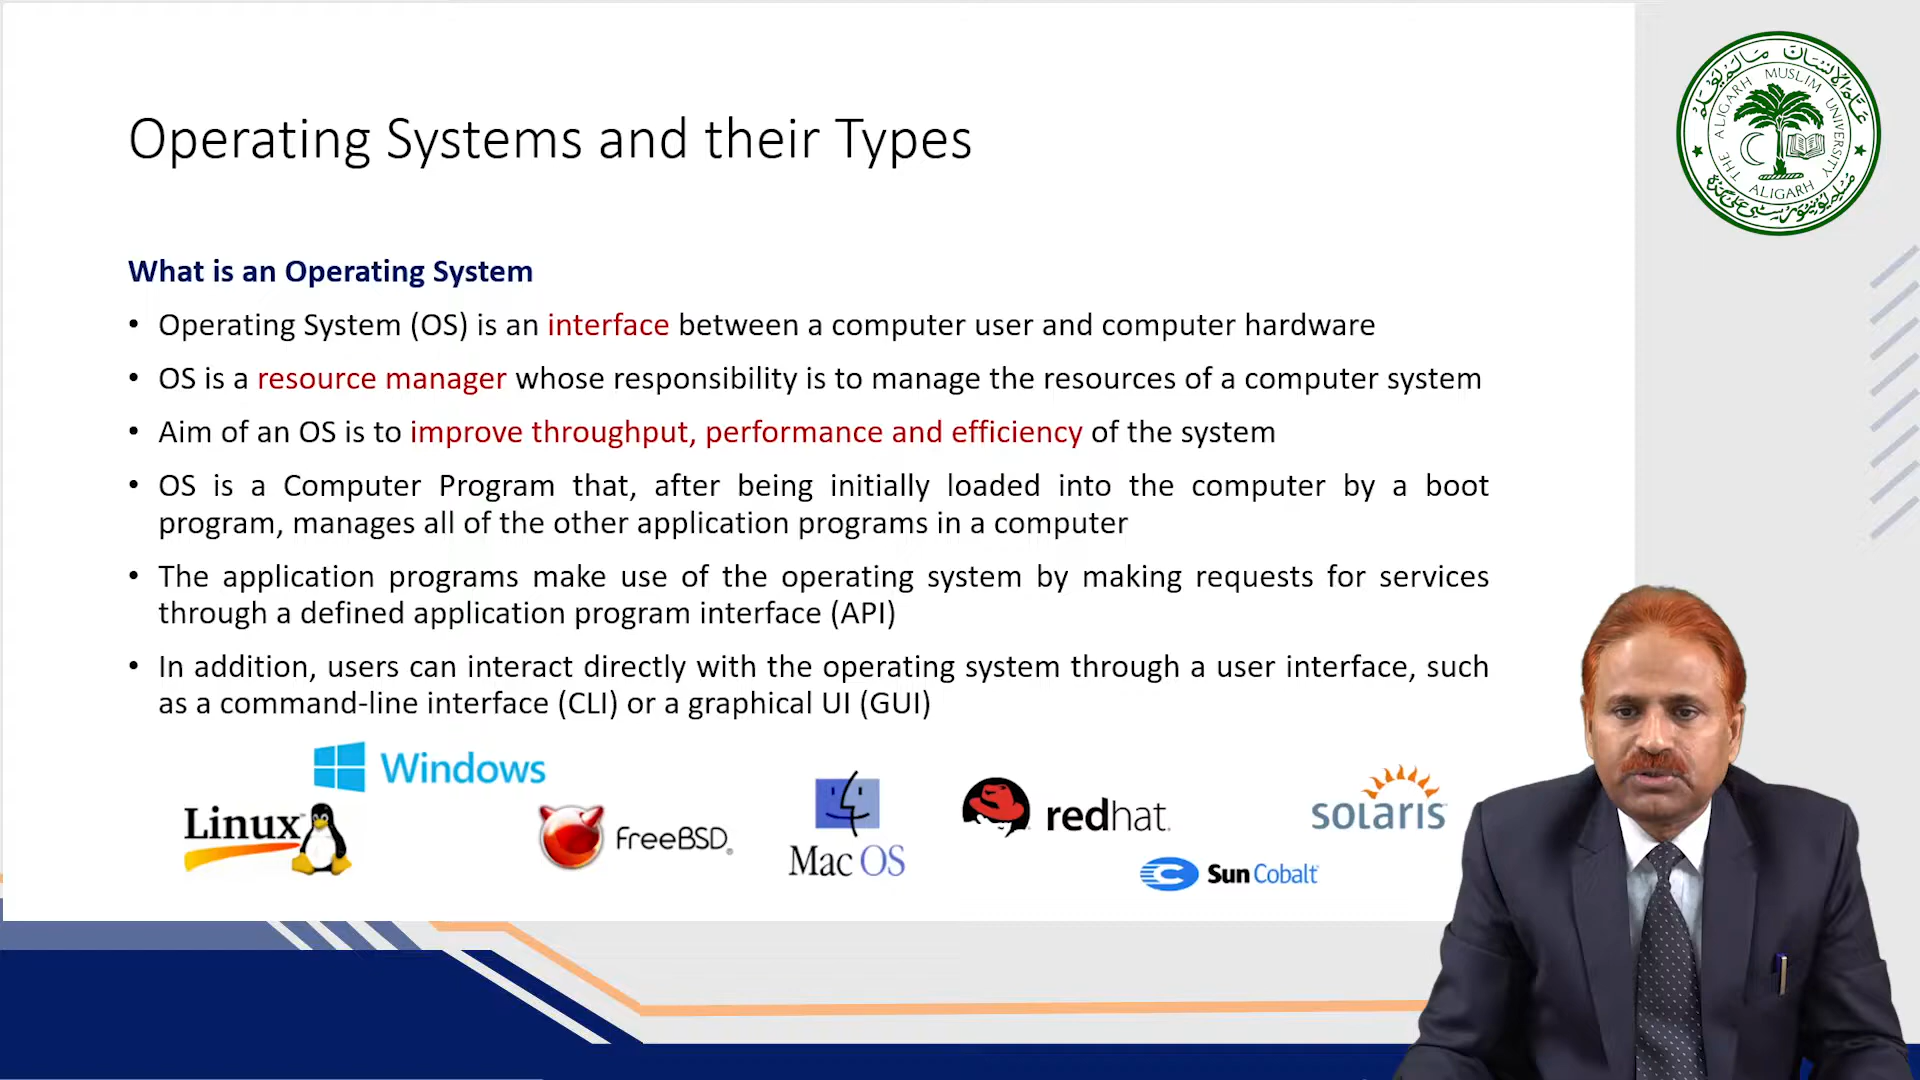 Operating Systems and their Types
What is an Operating System
• Operating System (OS) is an interface between a computer user and computer hardware
• OS is a resource manager whose responsibility is to manage the resources of a computer system
• Aim of an OS is to improve throughput, performance and efficiency of the system
• OS is a Computer Program that, after being initially loaded into the computer by a boot
program, manages all of the other application programs in a computer
• The application programs make use of the operating system by making requests for services
through a defined application program interface (API)
• In addition, users can interact directly with the operating system through a user interface, such
as a command-line interface (CLI) or a graphical UI (GUI)
Windows
Linux
FreeBSD
Mac OS
redhat
Sun Cobalt
solaris
THE ALIGARH MUSLIM UNIVERSITY
ALIGARH